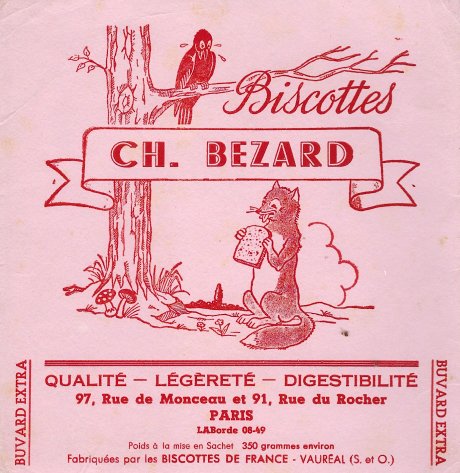 Biscottes
CH. BEZARD
BUVARD EXTRA
BUVARD EXTRA
QUALITÉ — LÉGÈRETÉ — DIGESTIBILITÉ
97, Rue de Monceau et 91, Rue du Rocher
PARIS
LABorde 08-49
Poids à la mise en Sachet 350 grammes environ
Fabriquées par les BISCOTTES DE FRANCE - VAURÉAL (S. et O.)